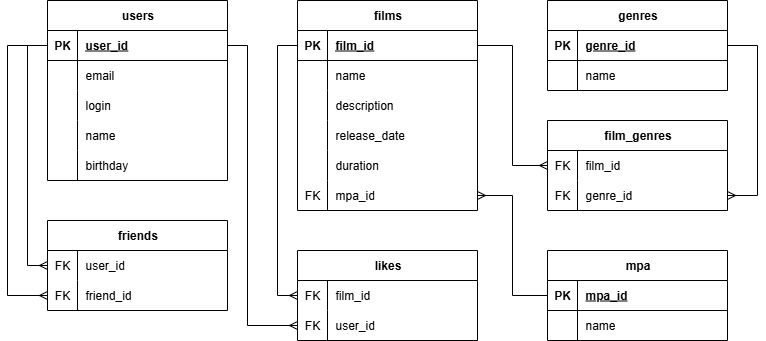 users
PK user_id
email
login
name
birthday
friends
FK user_id
FK friend_id
films
PK film_id
name
description
release_date
duration
FK mpa_id
likes
FK film_id
FK user_id
genres
PK genre_id
name
film_genres
FK film_id
FK genre_id
mpa
PK mpa_id
name